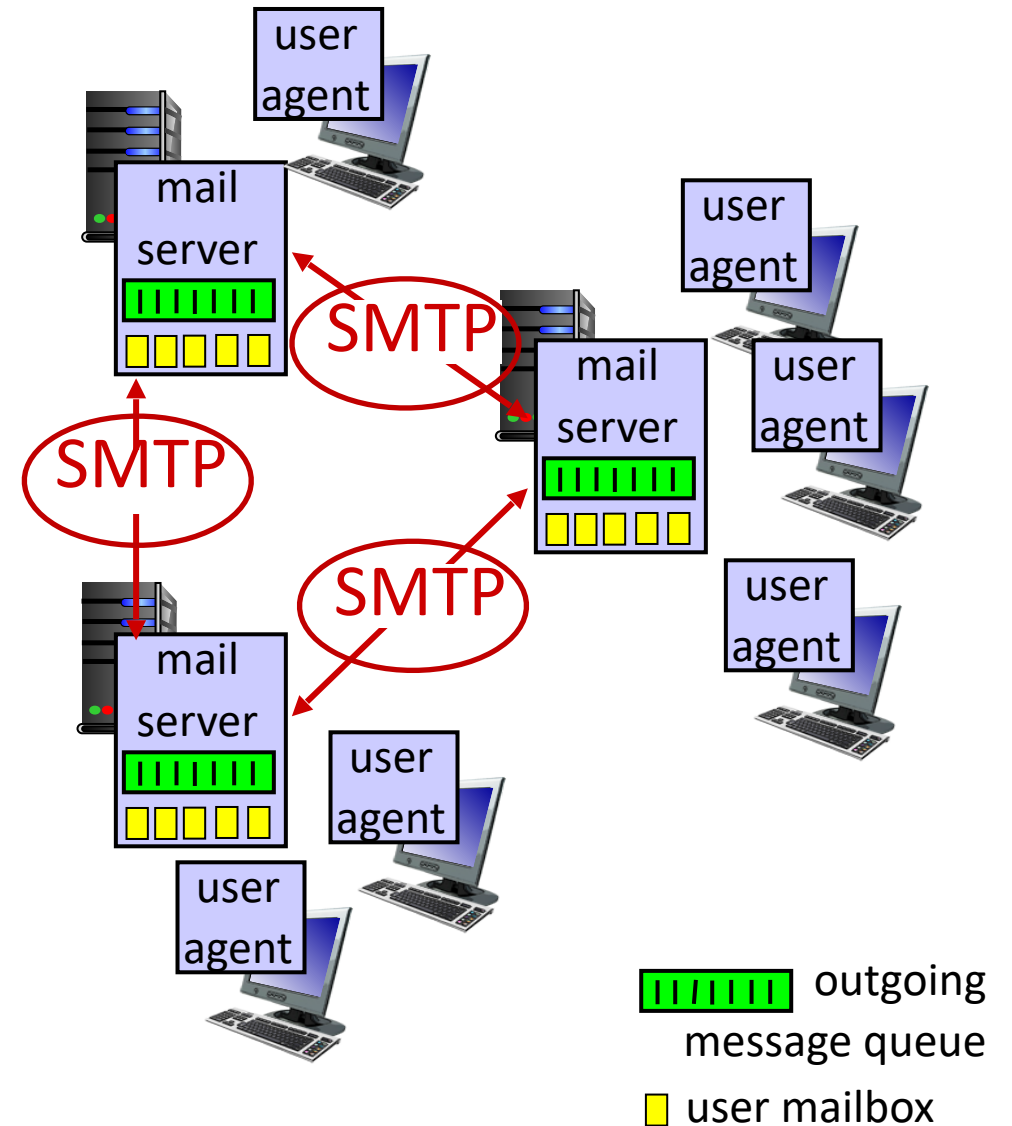 user
agent
mail
server
user
agent
SMTP
mail
server
user
agent
SMTP
SMTP
user
agent
mail
server
user
agent
user
agent
outgoing
message queue
user mailbox